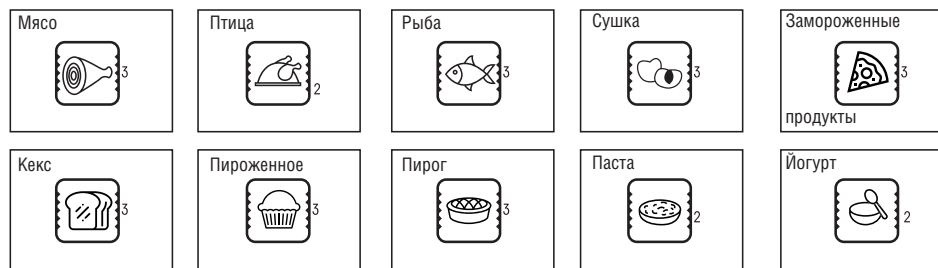 Мясо
3
Птица
2
Рыба
3
Сушка
3
Замороженные
3
продукты
Кекс
3
Пироженное
3
Пирог
3
Паста
2
Йогурт
2